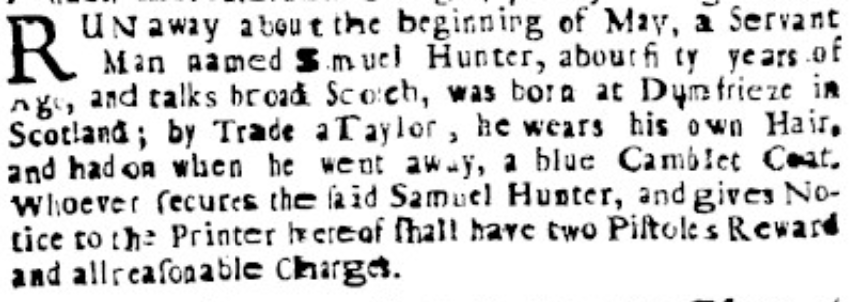 RUN away about the beginning of May, a Servant
Man named Samuel Hunter, about fifty years of
Age, and talks broad Scotch, was born at Dumfrieze in
Scotland; by Trade a Taylor, he wears his own Hair,
and had on when he went away, a blue Camblet Coat.
Whoever ſecures the ſaid Samuel Hunter, and gives No-
tice to the Printer hereof ſhall have two Piſtoles Reward
and all reaſonable Charges.